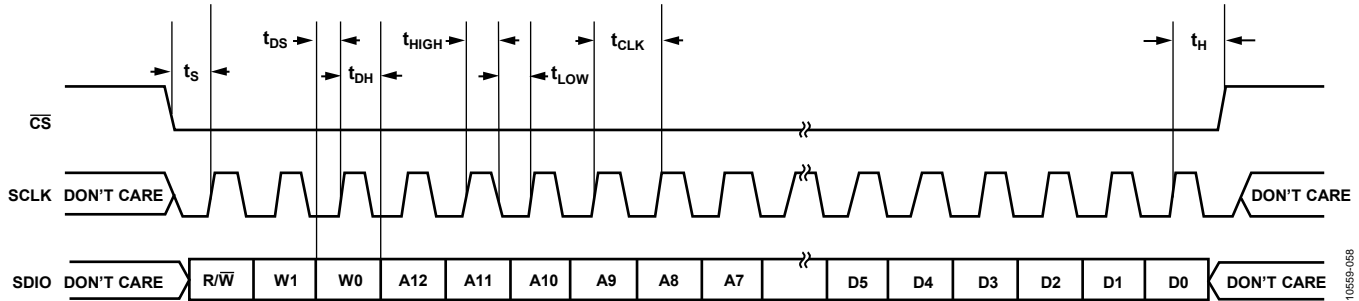 tDS tHIGH tCLK tH
tS tDH tLOW
CS
SCLK DON'T CARE DON'T CARE
SDIO DON'T CARE R/W W1 W0 A12 A11 A10 A9 A8 A7 D5 D4 D3 D2 D1 D0 DON'T CARE
10559-058